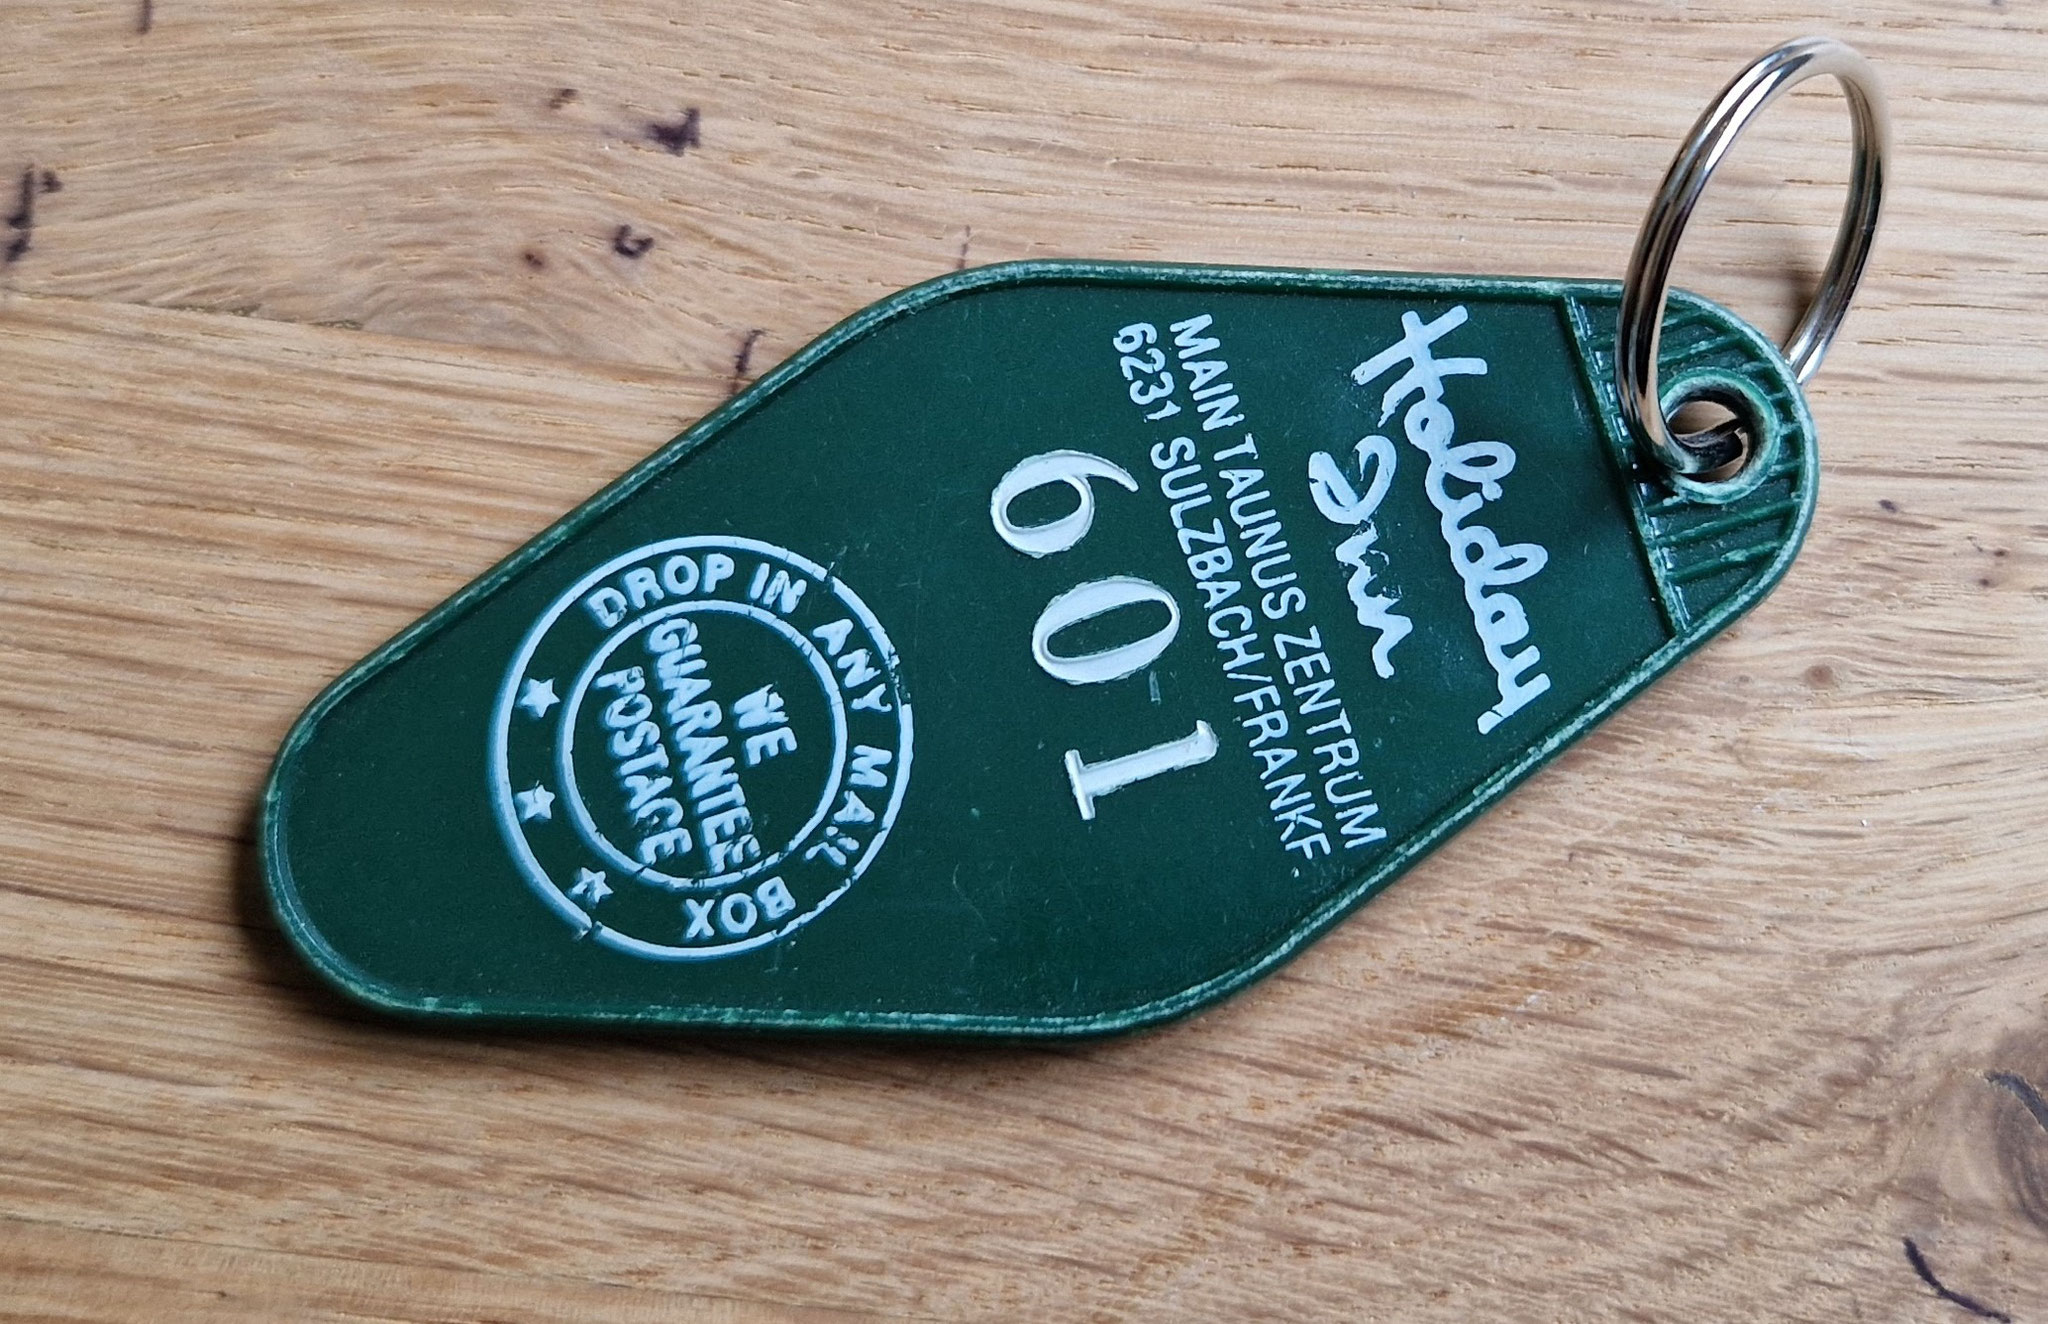 Holiday
Inn
MAIN TAUNUS ZENTRUM
6231 SULZBACH/FRANKF
601
DROP IN ANY MAIL BOX
WE
GUARANTEE
POSTAGE